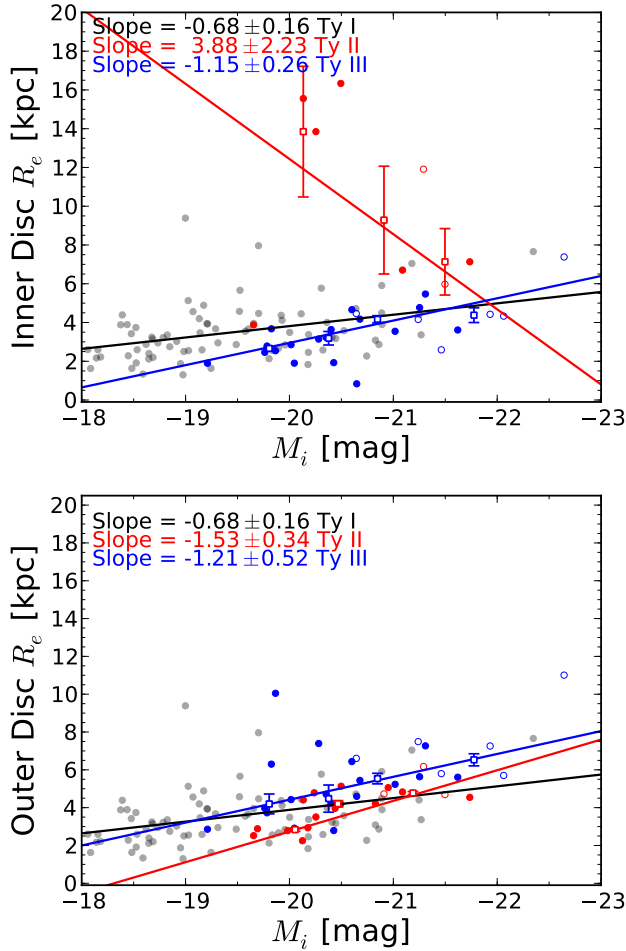 Slope = -0.68±0.16 Ty I
Slope = 3.88±2.23 Ty II
Slope = -1.15±0.26 Ty III
20
18
16
14
12
10
8
6
4
2
0
Inner Disc Re [kpc]
−18 −19 −20 −21 −22 −23
Mi [mag]
Slope = -0.68±0.16 Ty I
Slope = -1.53±0.34 Ty II
Slope = -1.21±0.52 Ty III
20
18
16
14
12
10
8
6
4
2
0
Outer Disc Re [kpc]
−18 −19 −20 −21 −22 −23
Mi [mag]